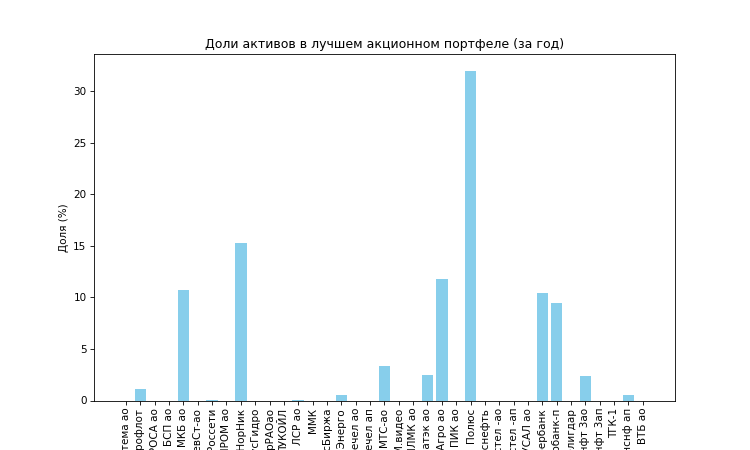 Доли активов в лучшем акционном портфеле (за год)
Доля (%)
30
25
20
15
10
5
0
тема ао
рофлот
РОСА ао
БСП ао
МКБ ао
евСт-ао
Россети
ПРОМ ао
НорНик
сГидро
рРАОао
ЛУКОЙЛ
ЛСР ао
ММК
сБиржа
Энерго
ечел ао
ечел ап
МТС-ао
М.видео
НЛМК ао
атэк ао
Агро ао
ПИК ао
Полюс
снефть
стел -ао
стел -ап
УСАЛ ао
ербанк
рбанк-п
лигдар
нфт 3ао
нфт 3ап
ТГК-1
нснф ап
ВТБ ао